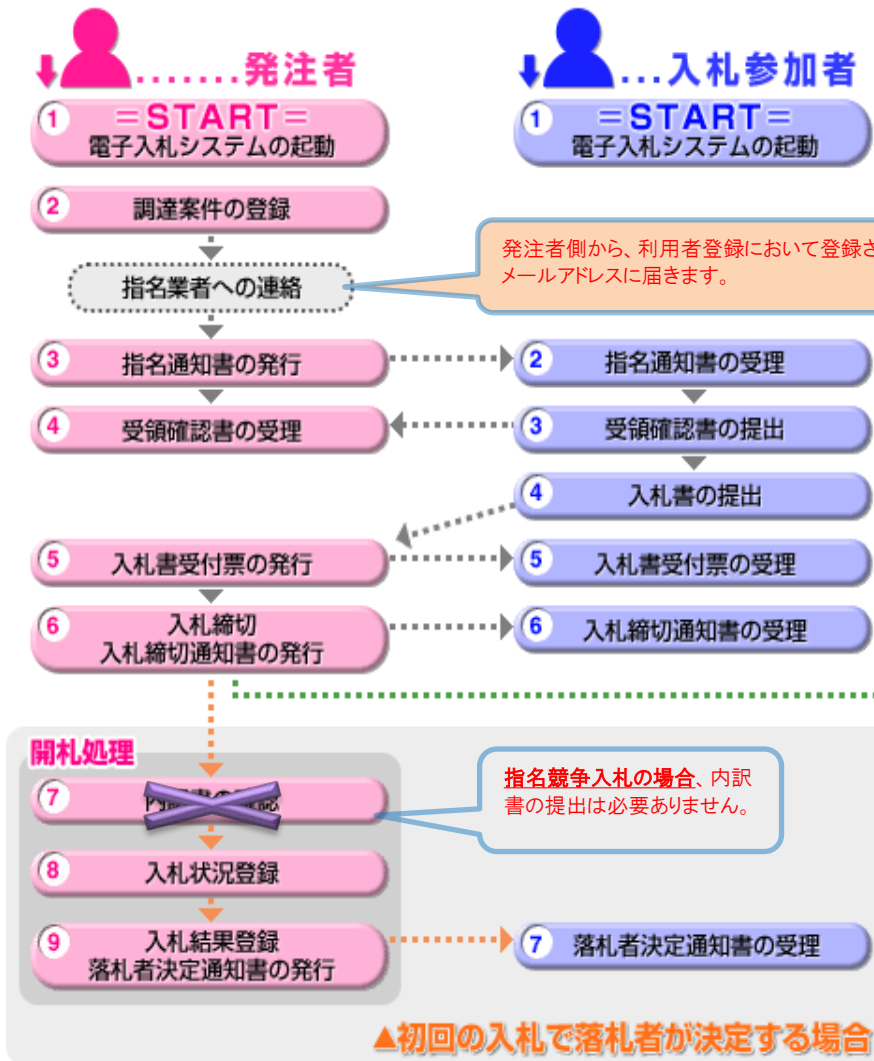 .......発注者
...入札参加者
1 =START=
電子入札システムの起動
1 =START=
電子入札システムの起動
2 調達案件の登録
発注者側から、利用者登録において登録さ
メールアドレスに届きます。
指名業者への連絡
3 指名通知書の発行
2 指名通知書の受理
4 受領確認書の受理
3 受領確認書の提出
4 入札書の提出
5 入札書受付票の発行
5 入札書受付票の受理
6 入札締切
入札締切通知書の発行
6 入札締切通知書の受理
開札処理
指名競争入札の場合、内訳
書の提出は必要ありません。
7
8 入札状況登録
9 入札結果登録
落札者決定通知書の発行
7 落札者決定通知書の受理
▲初回の入札で落札者が決定する場合